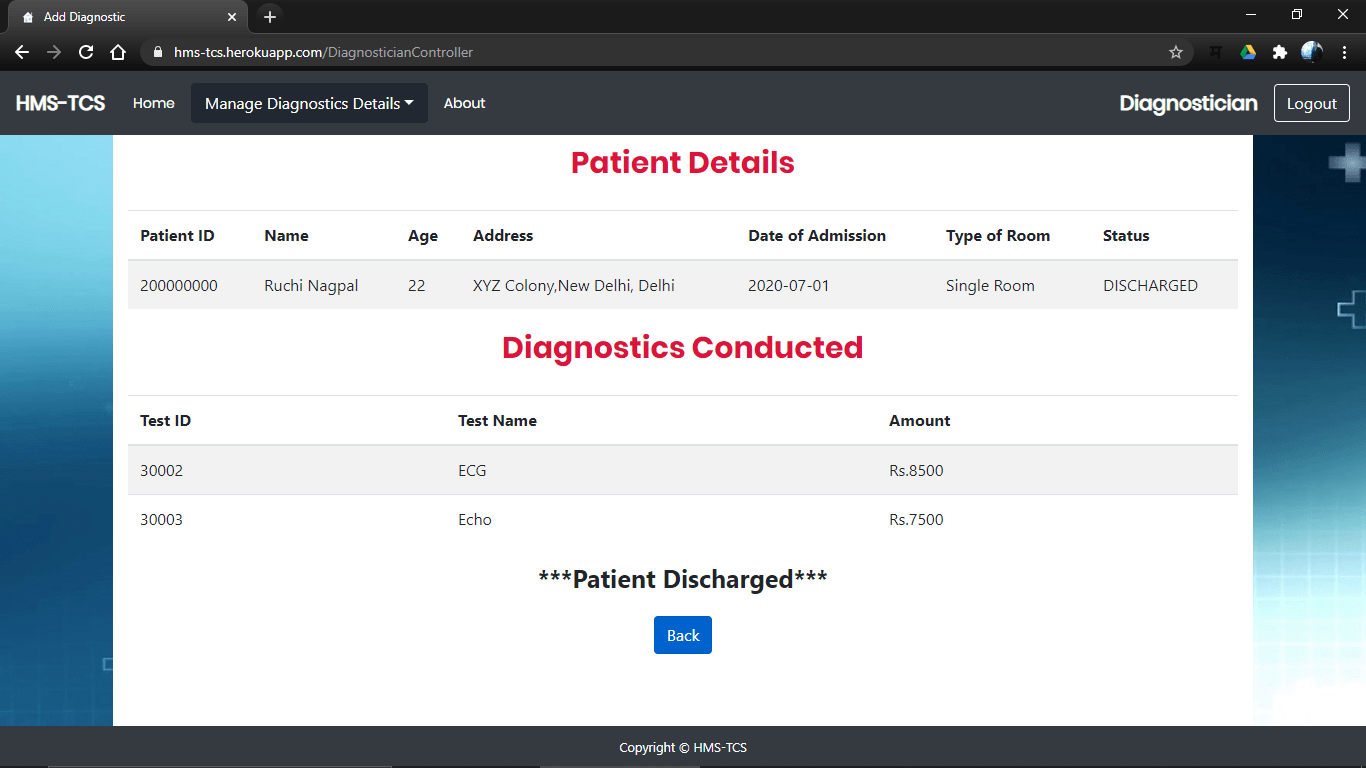 Add Diagnostic
hms-tcs.herokuapp.com/DiagnosticianController
HMS-TCS Home Manage Diagnostics Details About Diagnostician Logout
Patient Details
Patient ID Name Age Address Date of Admission Type of Room Status
200000000 Ruchi Nagpal 22 XYZ Colony,New Delhi, Delhi 2020-07-01 Single Room DISCHARGED
Diagnostics Conducted
Test ID Test Name Amount
30002 ECG Rs.8500
30003 Echo Rs.7500
***Patient Discharged***
Back
Copyright © HMS-TCS